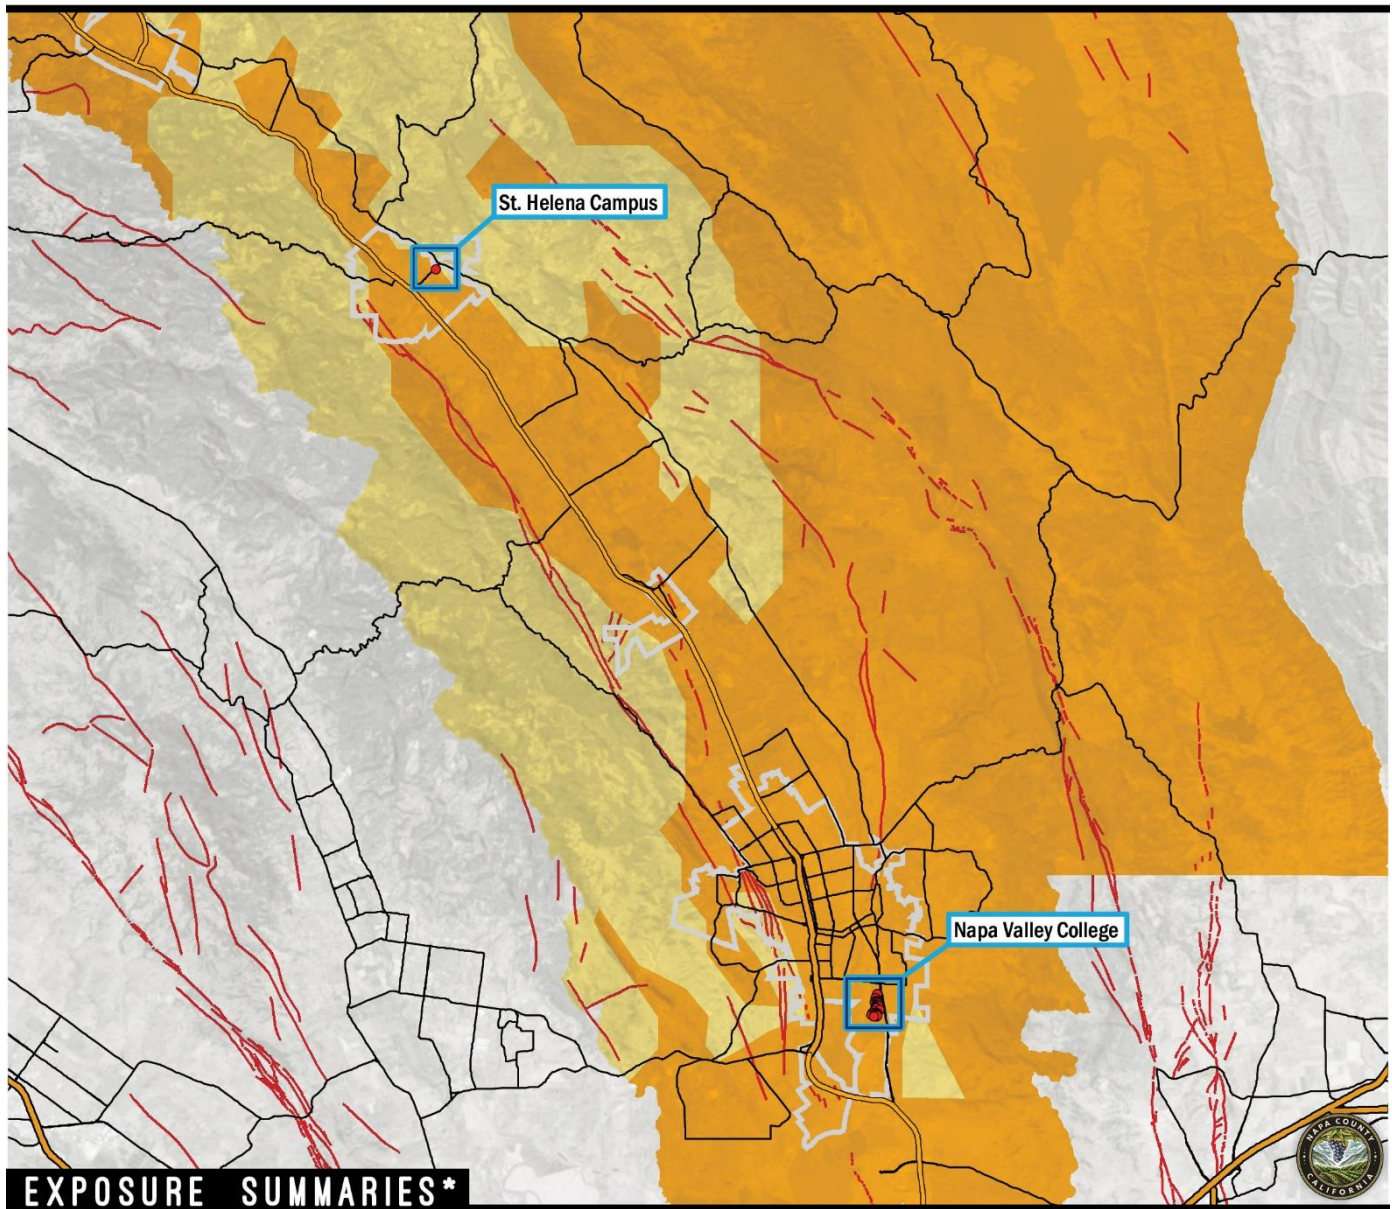 St. Helena Campus
Napa Valley College
NAPA COUNTY
CALIFORNIA
EXPOSURE SUMMARIES*